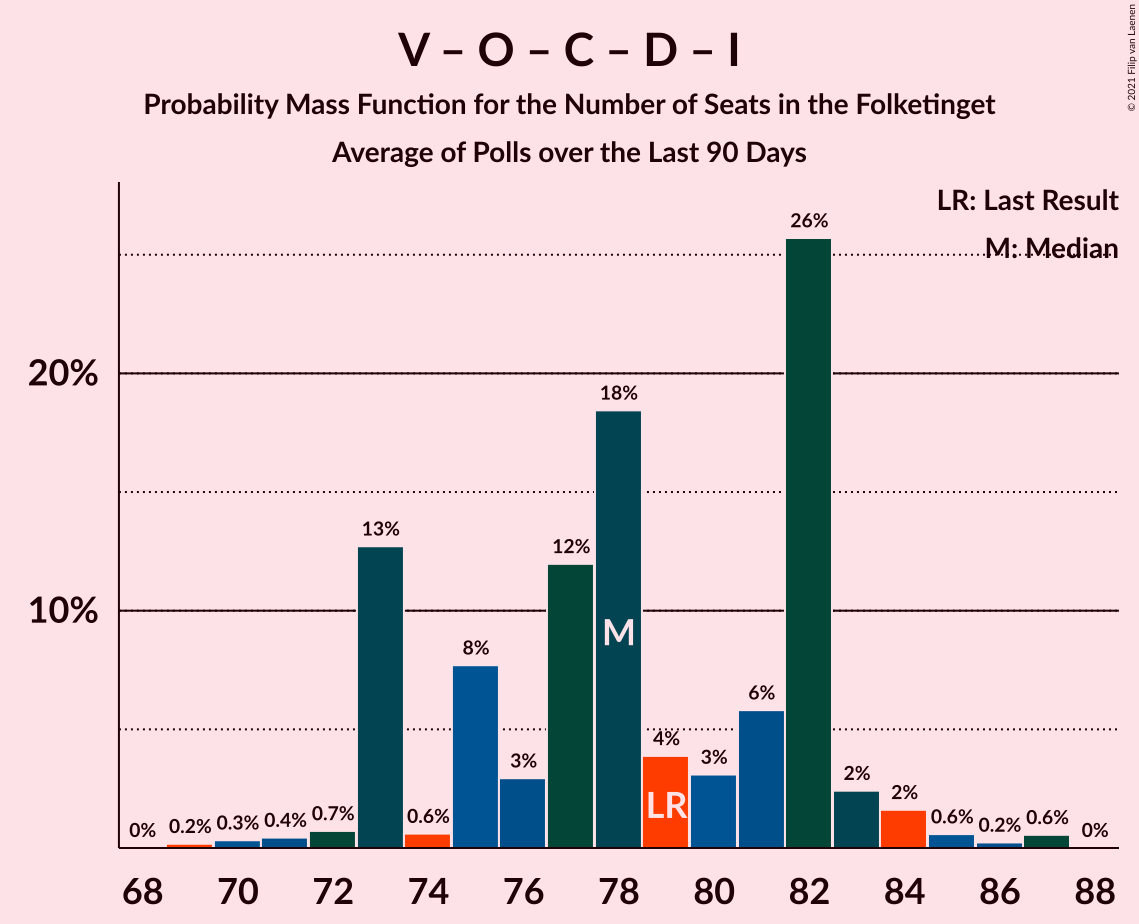 V – O – C – D – I
Probability Mass Function for the Number of Seats in the Folketinget
Average of Polls over the Last 90 Days
© 2021 Filip van Laenen
LR: Last Result
M: Median
20%
10%
0%
0.2%
0.3%
0.4%
0.7%
13%
0.6%
8%
3%
12%
18%
4%
3%
6%
26%
2%
2%
0.6%
0.2%
0.6%
0%
M
LR
68 70 72 74 76 78 80 82 84 86 88